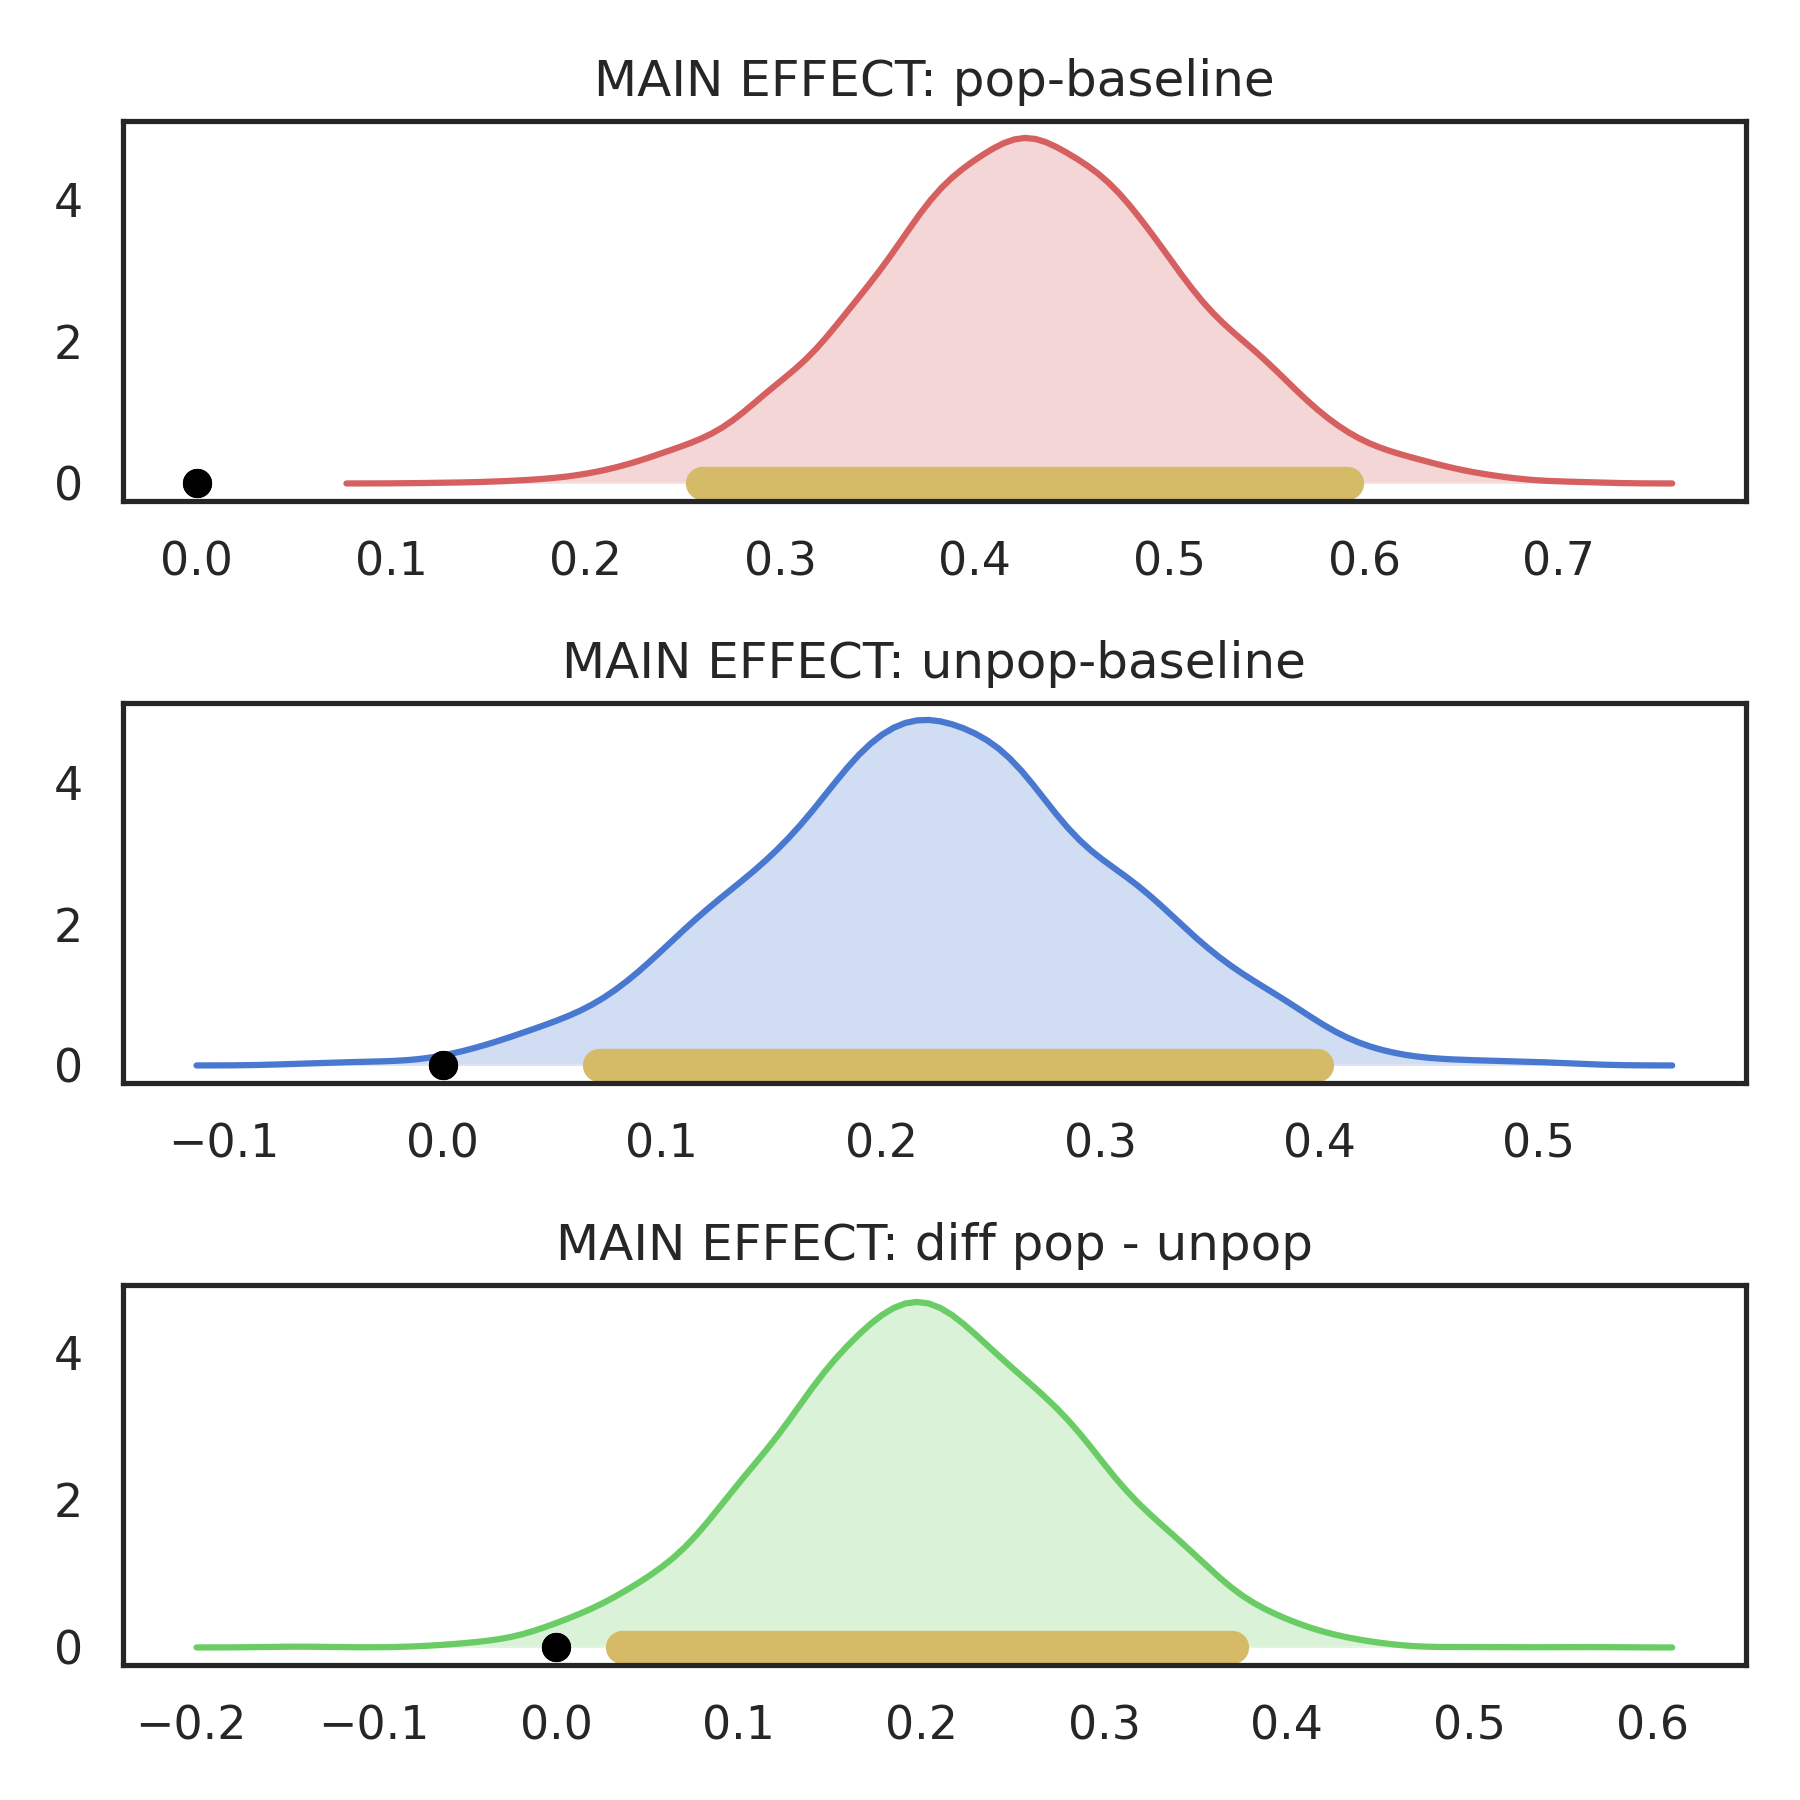 MAIN EFFECT: pop-baseline
4
2
0
0.0 0.1 0.2 0.3 0.4 0.5 0.6 0.7
MAIN EFFECT: unpop-baseline
4
2
0
−0.1 0.0 0.1 0.2 0.3 0.4 0.5
MAIN EFFECT: diff pop - unpop
4
2
0
−0.2 −0.1 0.0 0.1 0.2 0.3 0.4 0.5 0.6